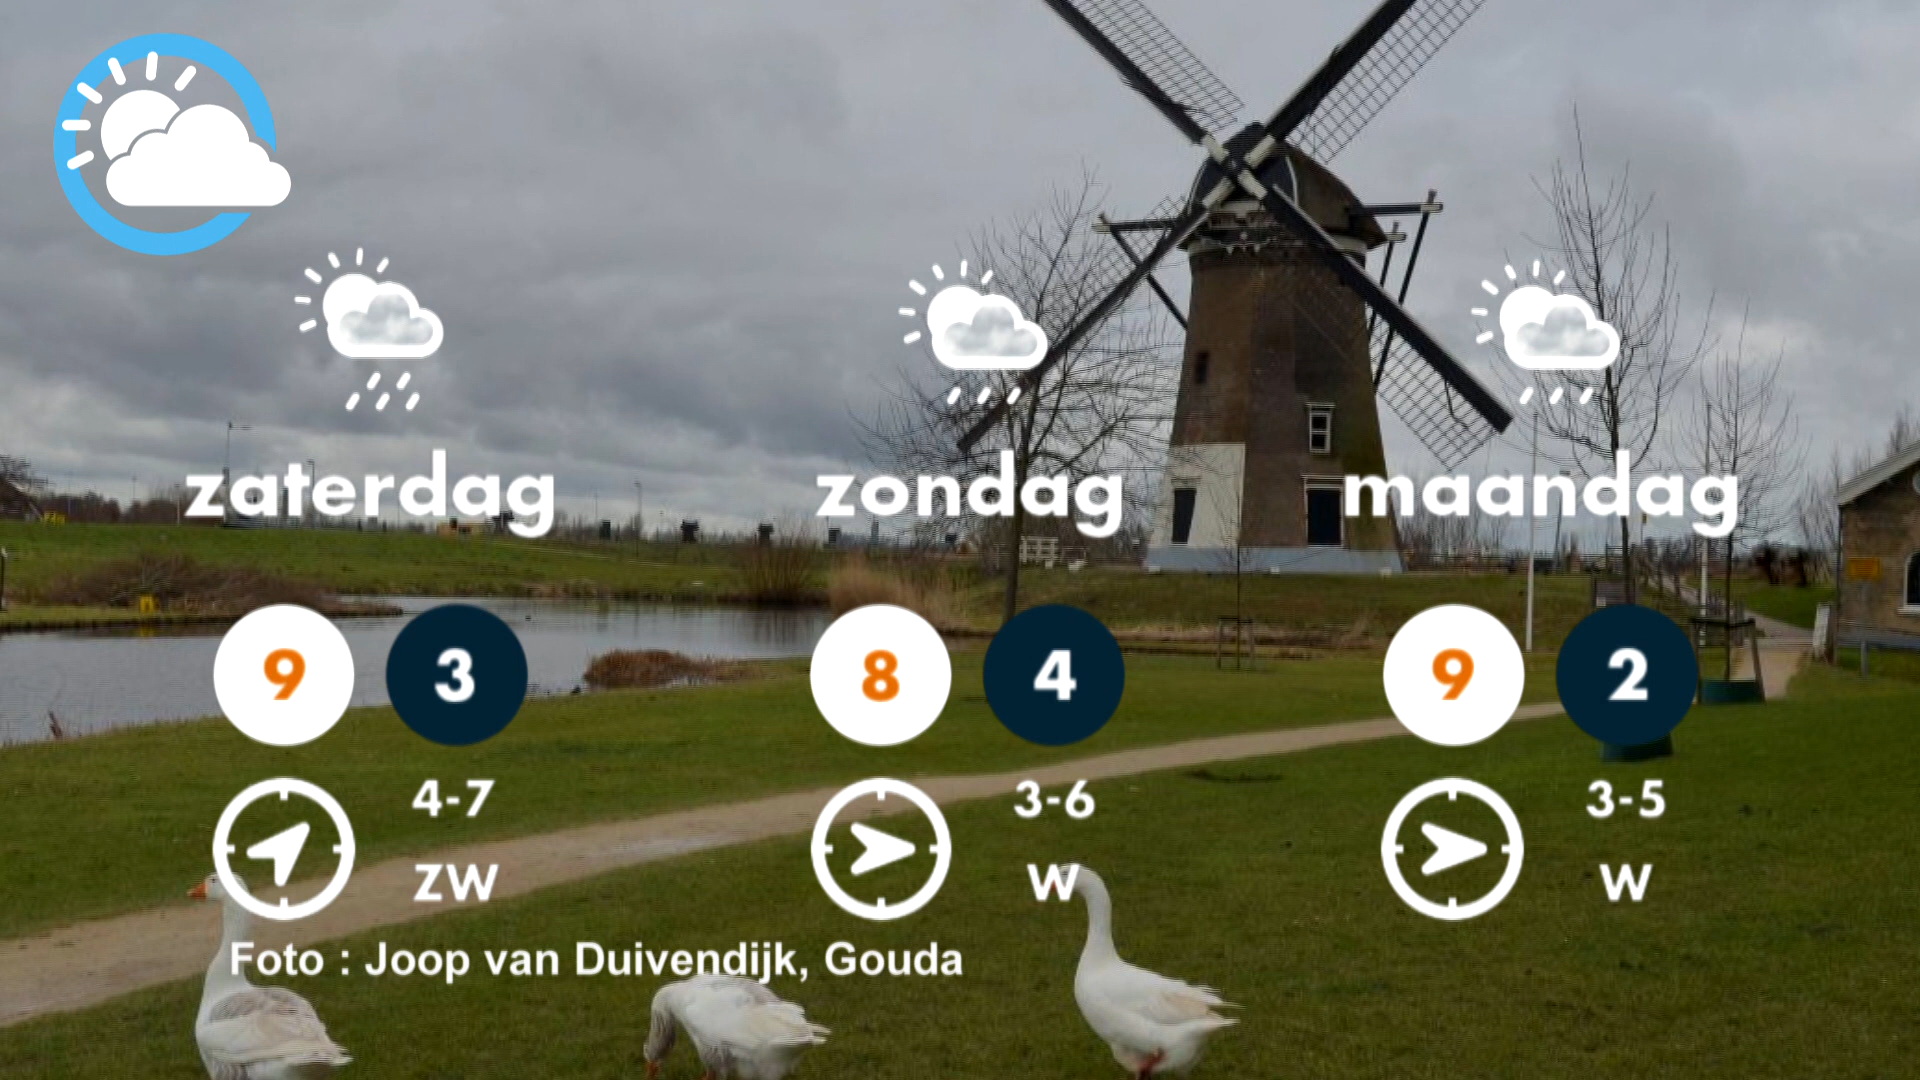 zaterdag zondag maandag
9 3 8 4 9 2
4-7 3-6 3-5
ZW W W
Foto : Joop van Duivendijk, Gouda